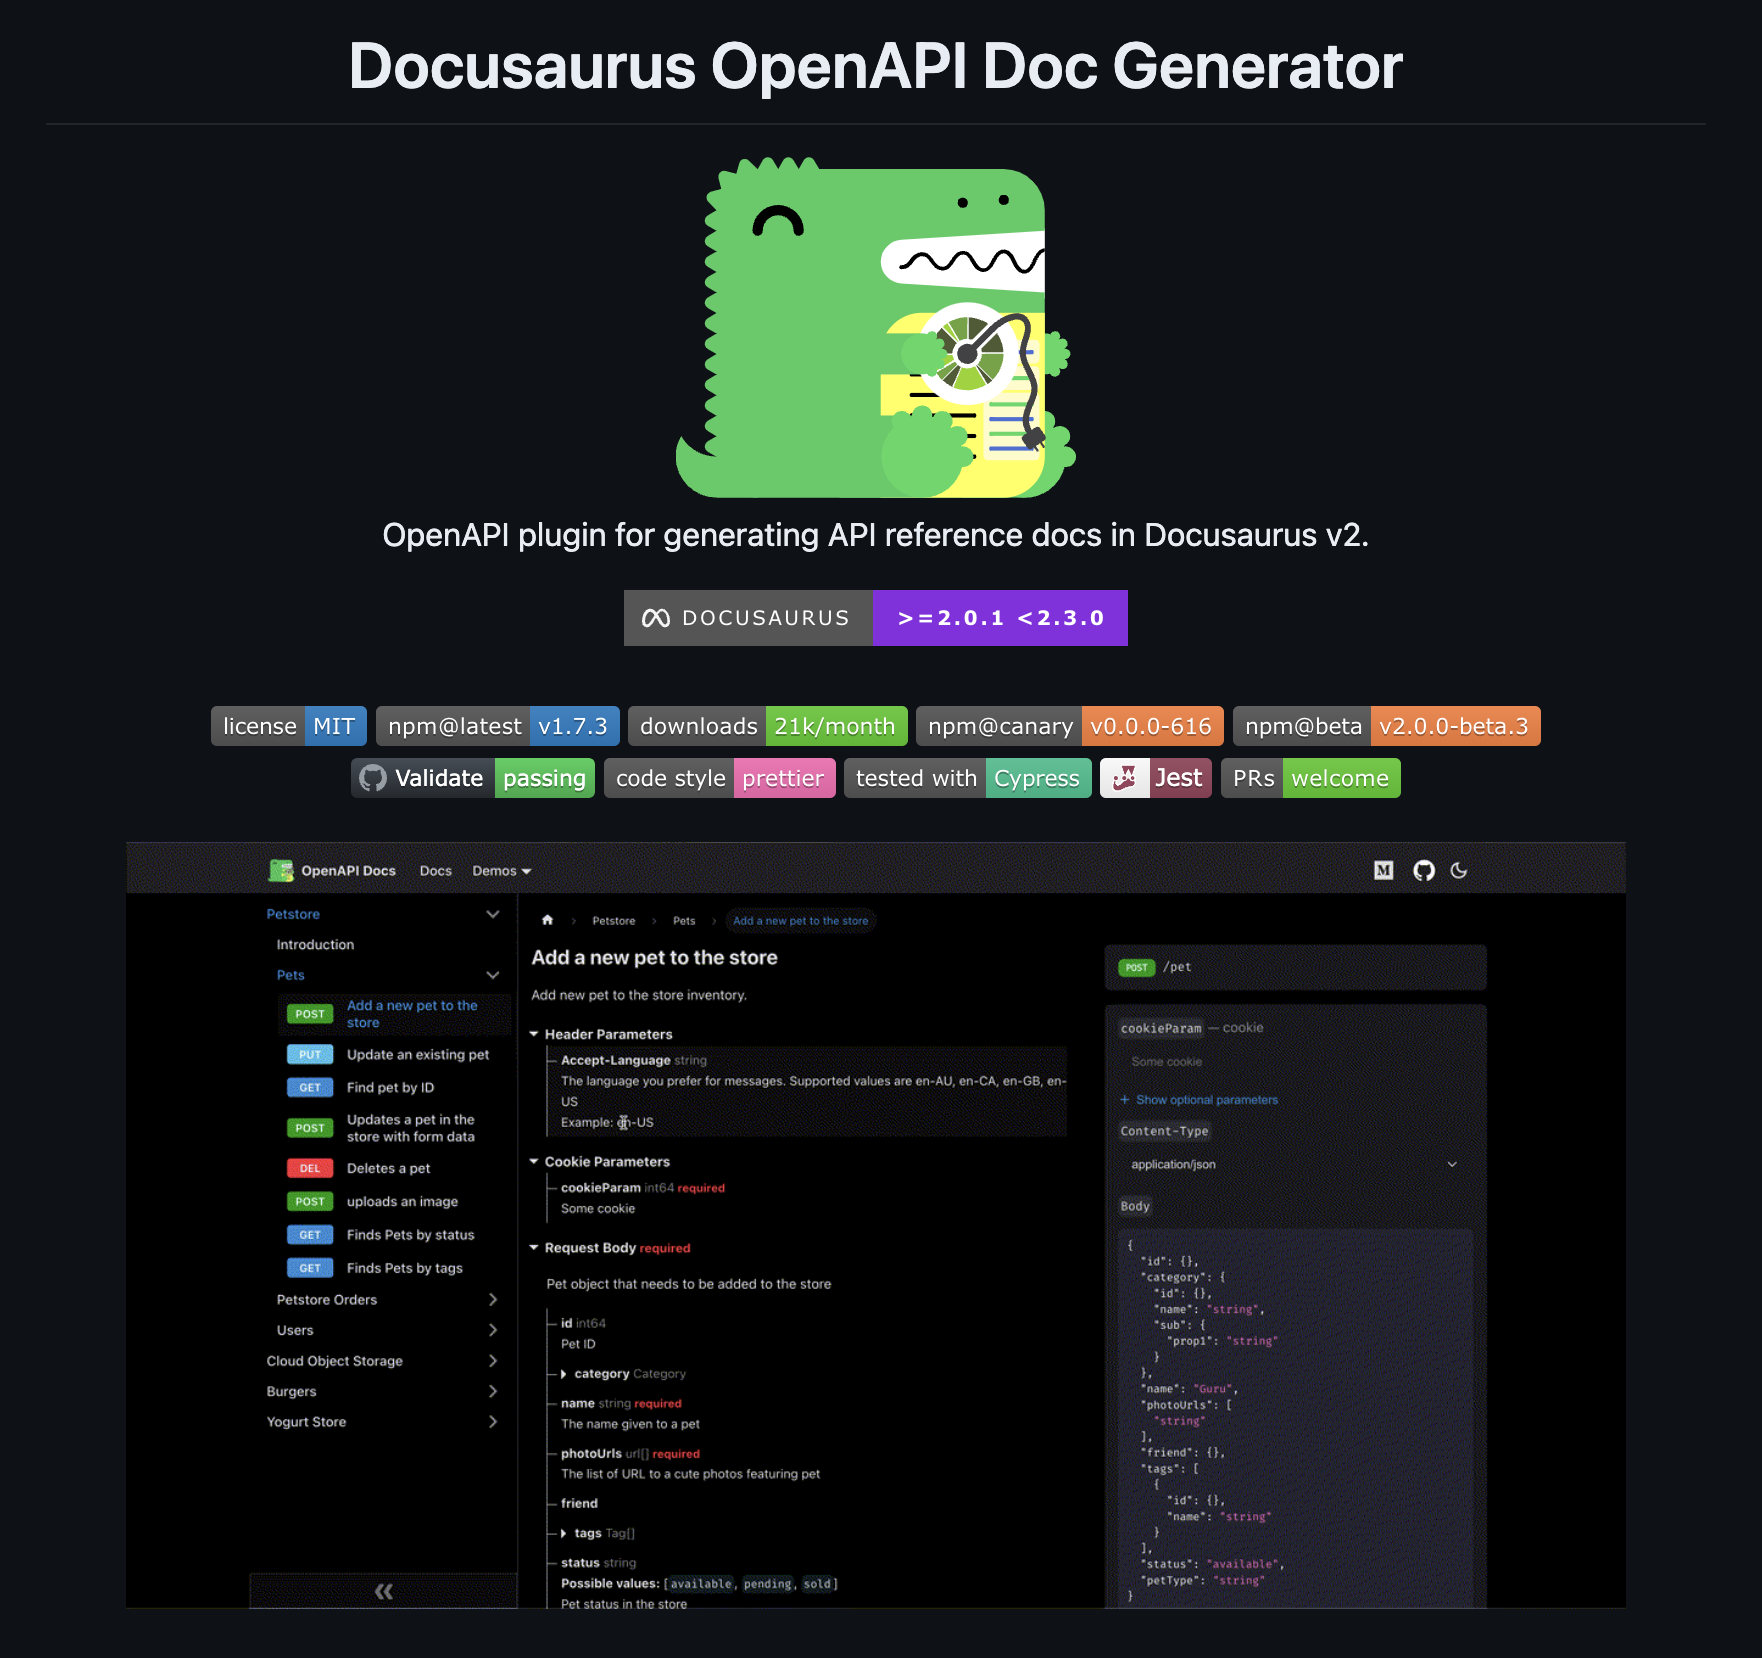 Docusaurus OpenAPI Doc Generator
OpenAPI plugin for generating API reference docs in Docusaurus v2.
DOCUSAURUS >=2.0.1 <2.3.0
license MIT npm@latest v1.7.3 downloads 21k/month npm@canary v0.0.0-616 npm@beta v2.0.0-beta.3
Validate passing code style prettier tested with Cypress Jest PRs welcome
OpenAPI Docs Docs Demos M
Petstore
Introduction
Pets
POST Add a new pet to the
store
PUT Update an existing pet
GET Find pet by ID
POST Updates a pet in the
store with form data
DEL Deletes a pet
POST uploads an image
GET Finds Pets by status
GET Finds Pets by tags
Petstore Orders
Users
Cloud Object Storage
Burgers
Yogurt Store
Petstore Pets Add a new pet to the store
Add a new pet to the store
Add new pet to the store inventory.
Header Parameters
Accept-Language string
The language you prefer for messages. Supported values are en-AU, en-CA, en-GB, en-
US
Example: en-US
Cookie Parameters
cookieParam int64 required
Some cookie
Request Body required
Pet object that needs to be added to the store
id int64
Pet ID
category Category
name string required
The name given to a pet
photoUrls url[] required
The list of URL to a cute photos featuring pet
friend
tags Tag[]
status string
Possible values: [available, pending, sold]
Pet status in the store
POST /pet
cookieParam — cookie
Some cookie
+ Show optional parameters
Content-Type
application/json
Body
{
"id": {},
"category": {
"id": {},
"name": "string",
"sub": {
"prop1": "string"
}
},
"name": "Guru",
"photoUrls": [
"string"
],
"friend": {},
"tags": [
{
"id": {},
"name": "string"
}
],
"status": "available",
"petType": "string"
}